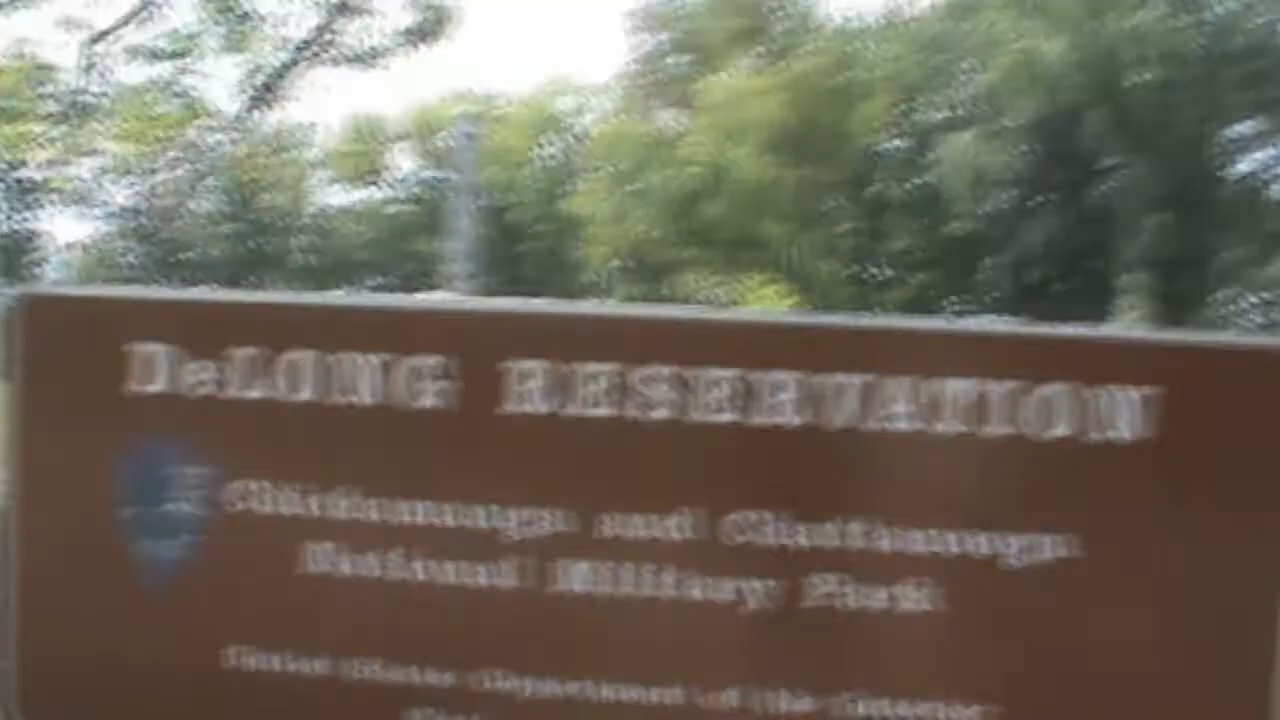 DeLONG RESERVATION
Chickamauga and Chattanooga
National Military Park
United States Department of the Interior